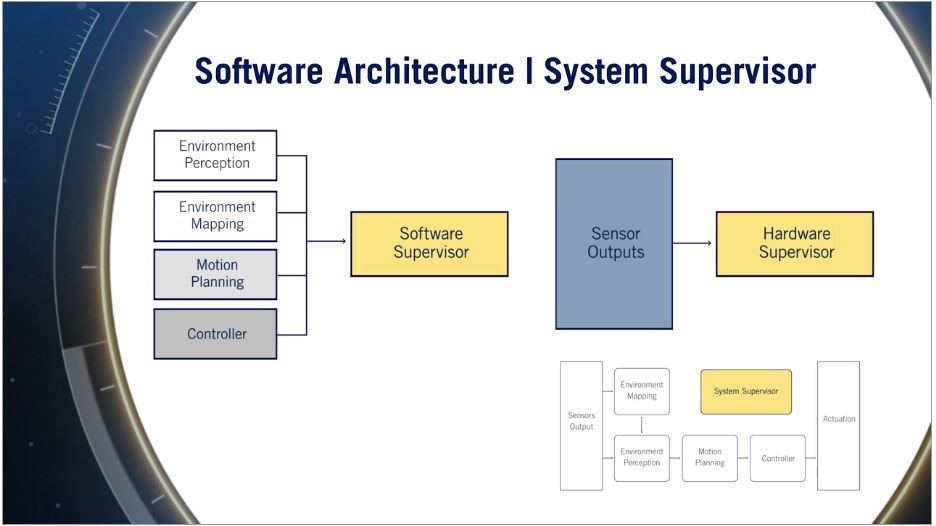 Software Architecture | System Supervisor
Environment
Perception
Environment
Mapping
Motion
Planning
Controller
Software
Supervisor
Sensor
Outputs
Hardware
Supervisor
Sensors
Output
Environment
Mapping
Environment
Perception
System Supervisor
Motion
Planning
Controller
Actuation